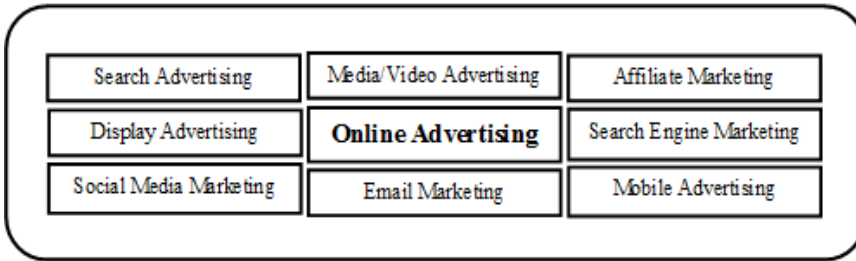 Search Advertising
Media/Video Advertising
Affiliate Marketing
Display Advertising
Online Advertising
Search Engine Marketing
Social Media Marketing
Email Marketing
Mobile Advertising